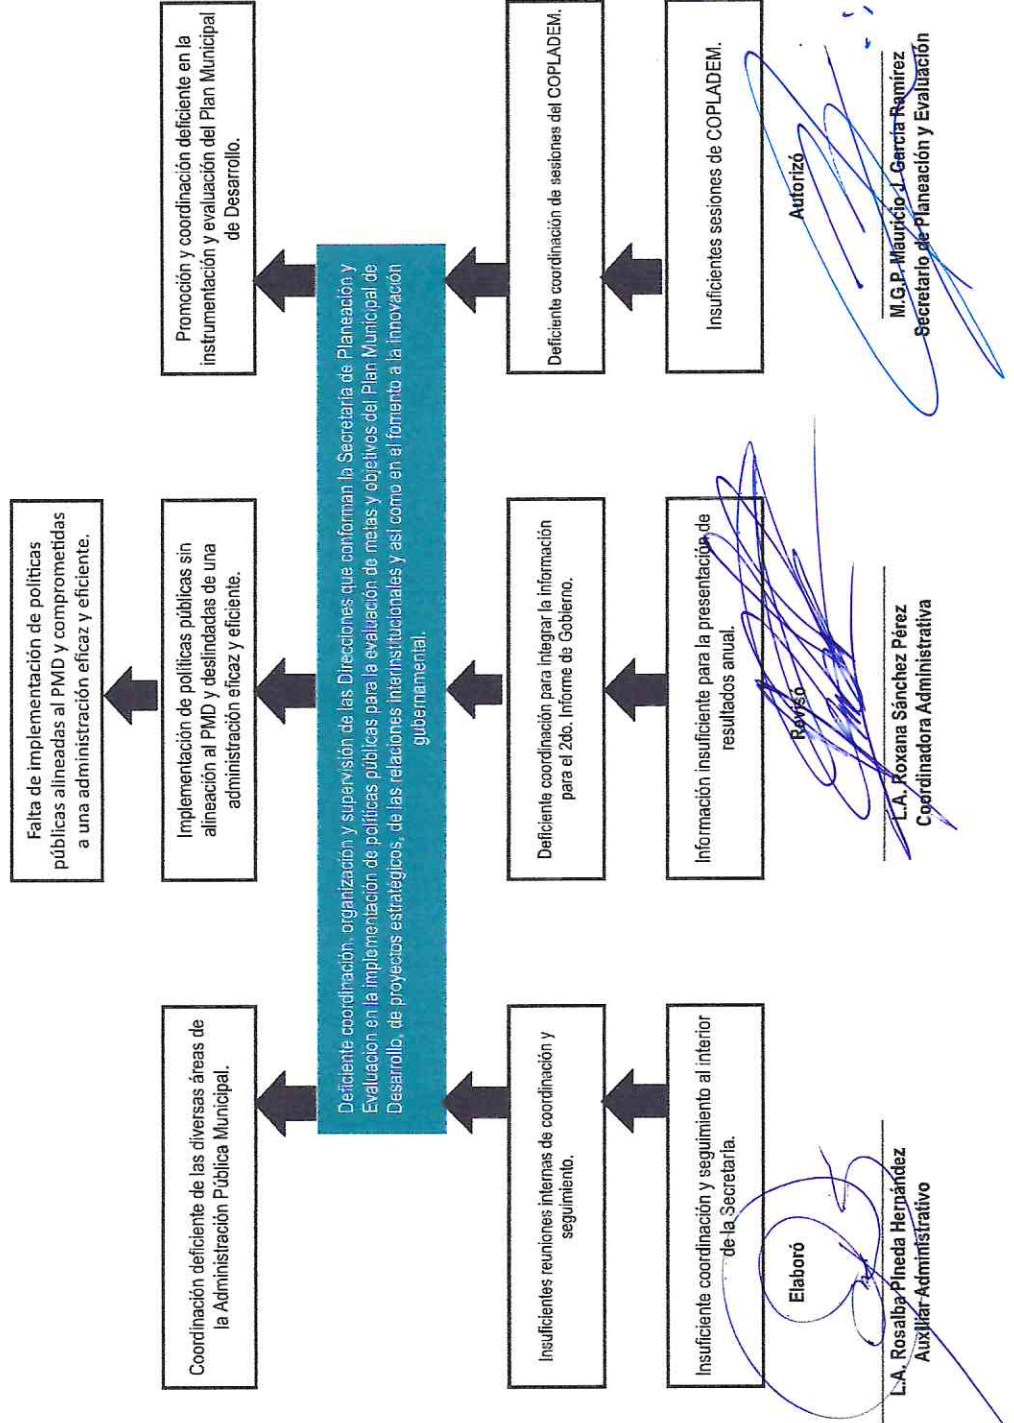 Falta de implementación de políticas
públicas alineadas al PMD y comprometidas
a una administración eficaz y eficiente.
Coordinación deficiente de las diversas áreas de
la Administración Pública Municipal.
Implementación de políticas públicas sin
alineación al PMD y deslindadas de una
administración eficaz y eficiente.
Promoción y coordinación deficiente en la
instrumentación y evaluación del Plan Municipal
de Desarrollo.
Deficiente coordinación, organización y supervisión de las Direcciones que conforman la Secretaría de Planeación y
Evaluación en la implementación de políticas públicas para la evaluación de metas y objetivos del Plan Municipal de
Desarrollo, de proyectos estratégicos, de las relaciones interinstitucionales y así como en el fomento a la innovación
gubernamental.
Insuficientes reuniones internas de coordinación y
seguimiento.
Deficiente coordinación para integrar la información
para el 2do. Informe de Gobierno.
Deficiente coordinación de sesiones del COPLADEM.
Insuficiente coordinación y seguimiento al interior
de la Secretaría.
Información insuficiente para la presentación de
resultados anual.
Insuficientes sesiones de COPLADEM.
Elaboró
L.A. Rosalba Pineda Hernández
Auxiliar Administrativo
Revisó
L.A. Roxana Sánchez Pérez
Coordinadora Administrativa
Autorizó
M.G.P. Mauricio J. García Ramírez
Secretario de Planeación y Evaluación